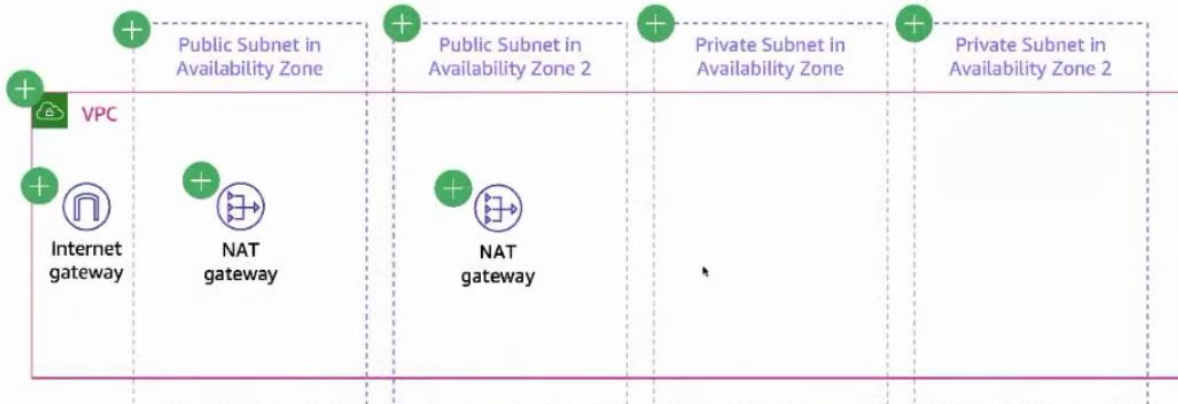 Public Subnet in
Availability Zone
Public Subnet in
Availability Zone 2
Private Subnet in
Availability Zone
Private Subnet in
Availability Zone 2
VPC
Internet
gateway
NAT
gateway
NAT
gateway